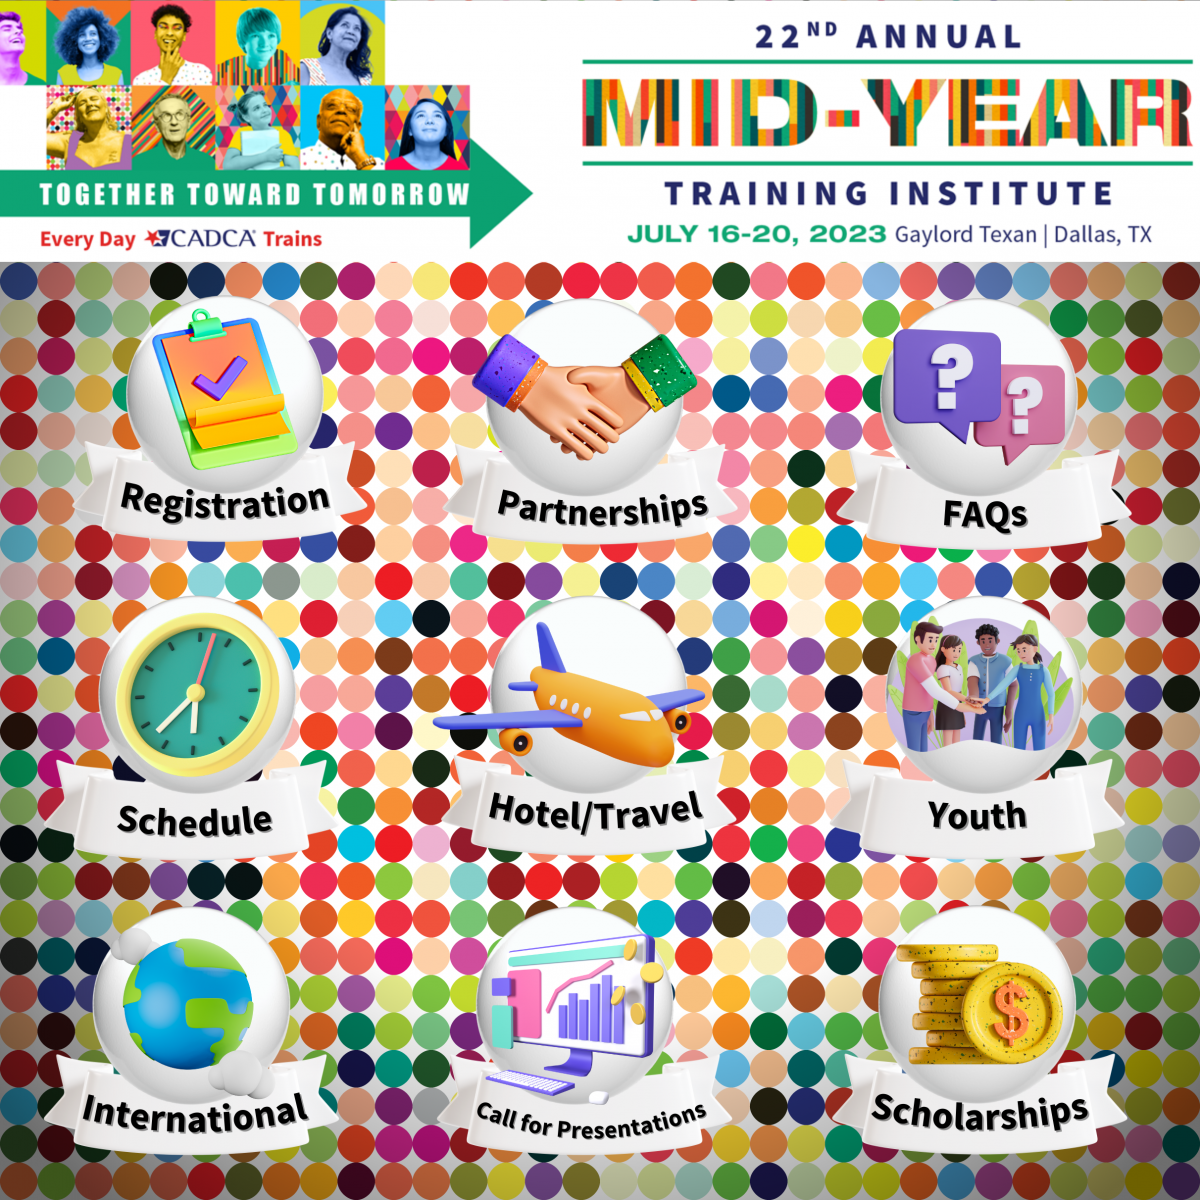 22ND ANNUAL
MID-YEAR
TRAINING INSTITUTE
JULY 16-20, 2023 Gaylord Texan | Dallas, TX
TOGETHER TOWARD TOMORROW
Every Day CADCA® Trains
? ?
Registration
Partnerships
FAQs
Schedule
Hotel/Travel
Youth
$
International
Call for Presentations
Scholarships